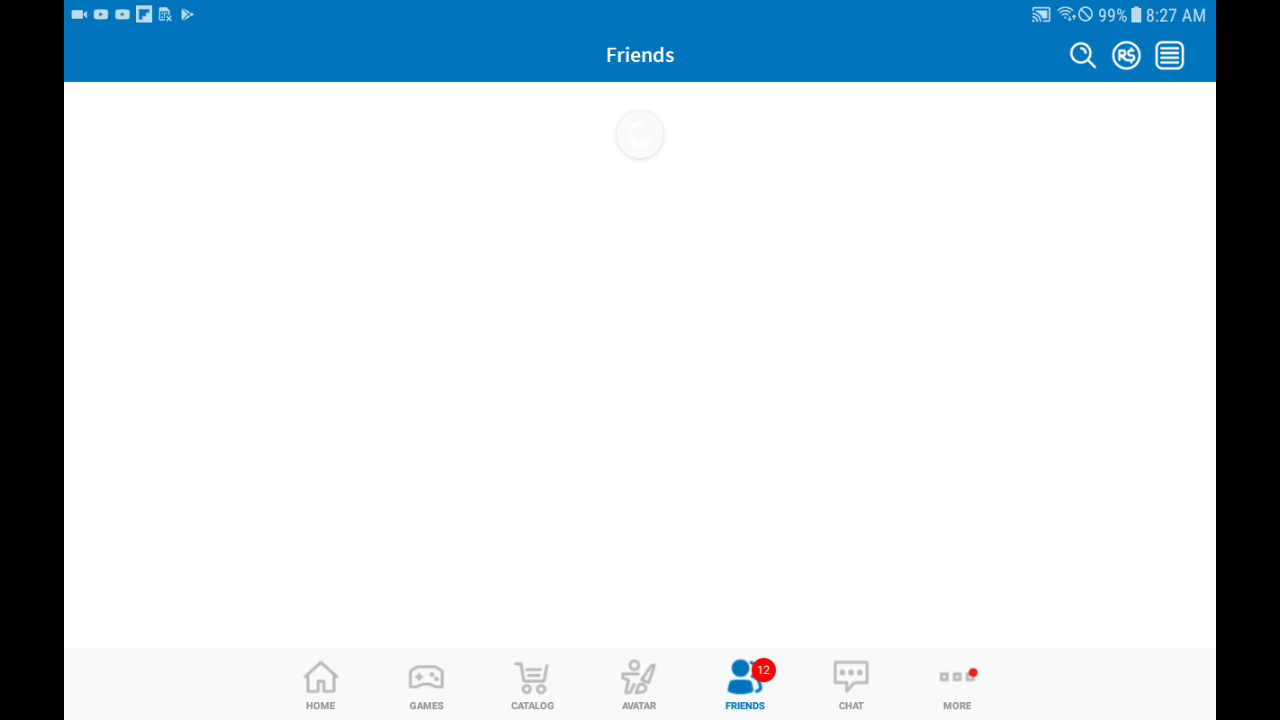 99% 8:27 AM
Friends
R$
12
HOME GAMES CATALOG AVATAR FRIENDS CHAT MORE